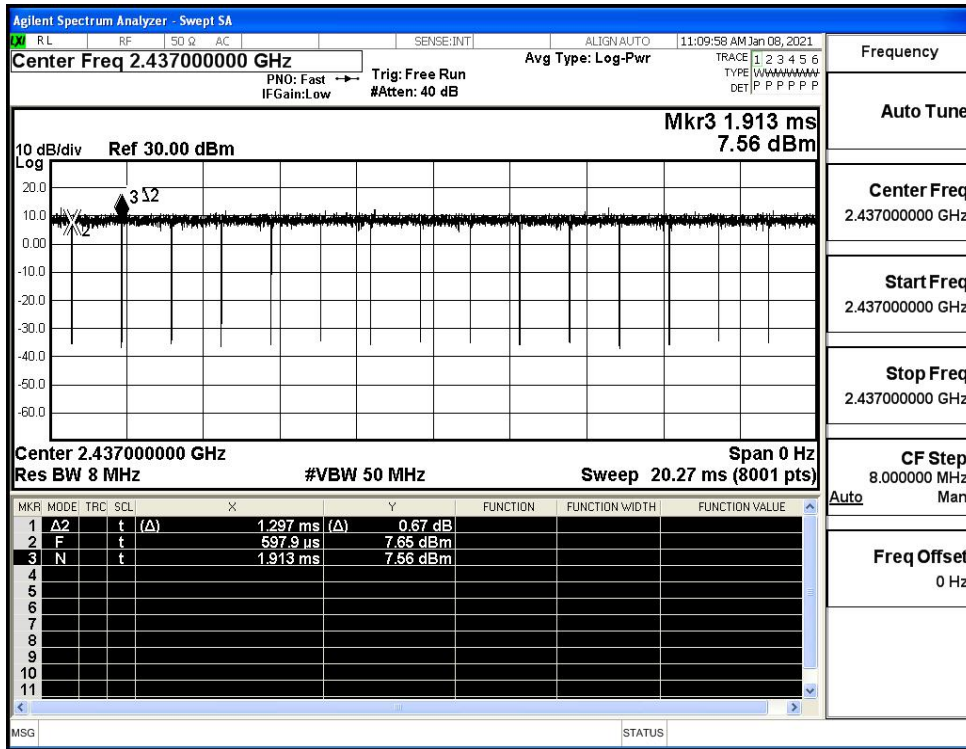 Agilent Spectrum Analyzer - Swept SA
LXI RL RF 50 Ω AC SENSE:INT ALIGN AUTO 11:09:58 AM Jan 08, 2021
Center Freq 2.437000000 GHz
PNO: Fast
IFGain:Low
Trig: Free Run
#Atten: 40 dB
Avg Type: Log-Pwr
TRACE 1 2 3 4 5 6
TYPE WWWWWW
DET P P P P P P
Mkr3 1.913 ms
7.56 dBm
10 dB/div Ref 30.00 dBm
Log
20.0
10.0
0.00
-10.0
-20.0
-30.0
-40.0
-50.0
-60.0
3 Δ2
2
Center 2.437000000 GHz Span 0 Hz
Res BW 8 MHz #VBW 50 MHz Sweep 20.27 ms (8001 pts)
MKR MODE TRC SCL X Y FUNCTION FUNCTION WIDTH FUNCTION VALUE
1 Δ2 t (Δ) 1.297 ms (Δ) 0.67 dB
2 F t 597.9 µs 7.65 dBm
3 N t 1.913 ms 7.56 dBm
4
5
6
7
8
9
10
11
MSG STATUS
Frequency
Auto Tune
Center Freq
2.437000000 GHz
Start Freq
2.437000000 GHz
Stop Freq
2.437000000 GHz
CF Step
8.000000 MHz
Auto Man
Freq Offset
0 Hz